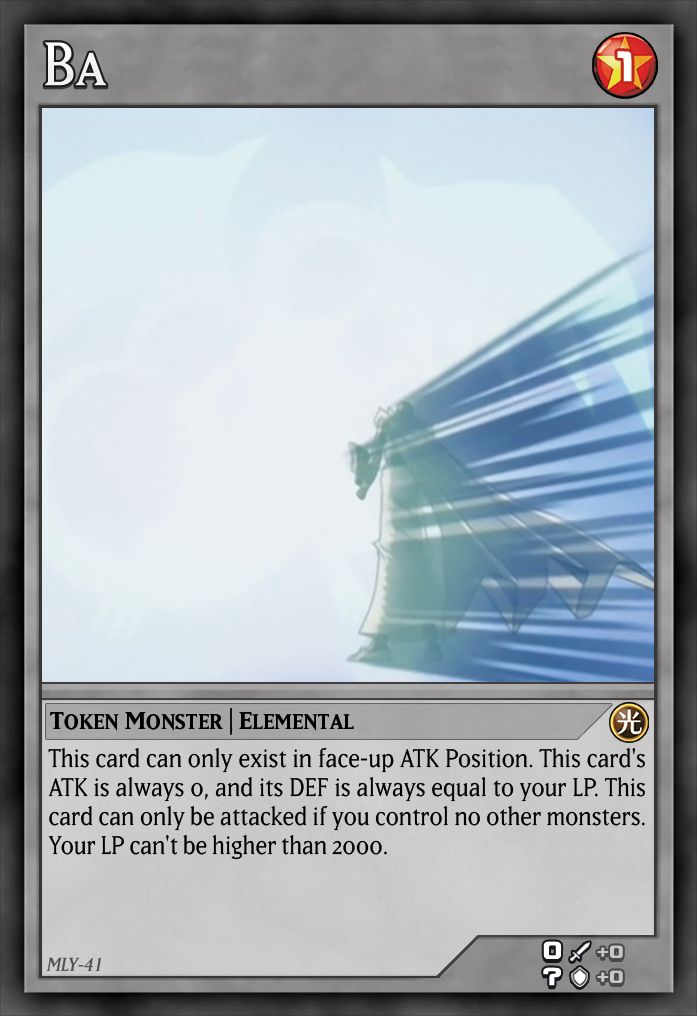 Ba
1
Token Monster | Elemental
光
This card can only exist in face-up ATK Position. This card's
ATK is always 0, and its DEF is always equal to your LP. This
card can only be attacked if you control no other monsters.
Your LP can't be higher than 2000.
MLY-41
0 +0
? +0